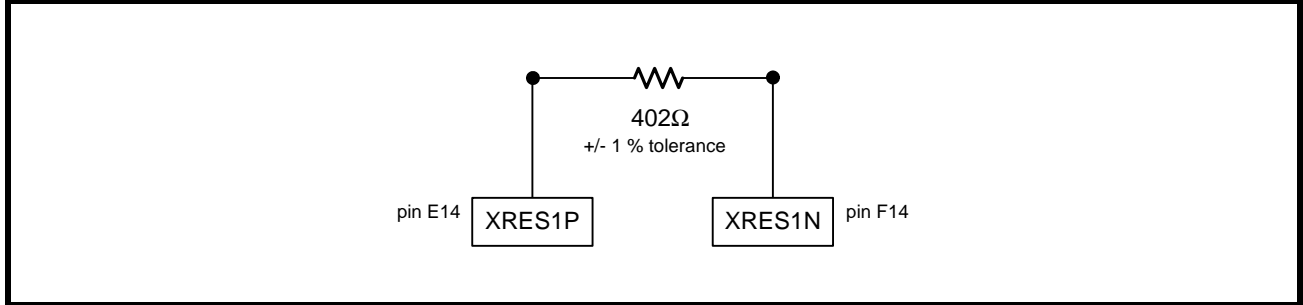 402Ω
+/- 1 % tolerance
pin E14
XRES1P
XRES1N
pin F14